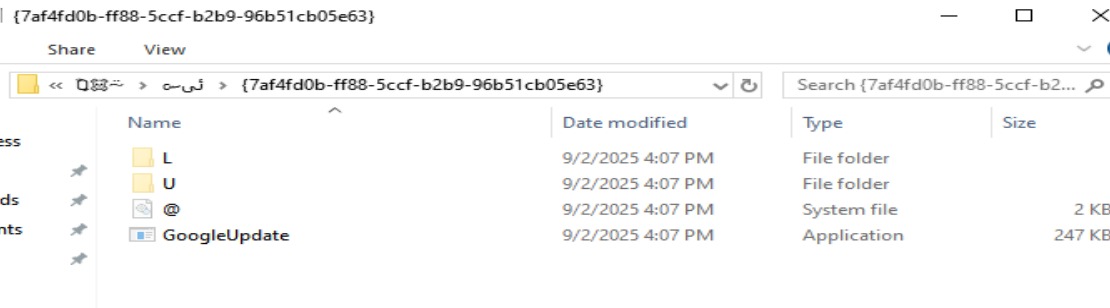 {7af4fd0b-ff88-5ccf-b2b9-96b51cb05e63}
Share View
« › › {7af4fd0b-ff88-5ccf-b2b9-96b51cb05e63} Search {7af4fd0b-ff88-5ccf-b2...
Name Date modified Type Size
L 9/2/2025 4:07 PM File folder
U 9/2/2025 4:07 PM File folder
@ 9/2/2025 4:07 PM System file 2 KB
GoogleUpdate 9/2/2025 4:07 PM Application 247 KB
ess
ds
nts